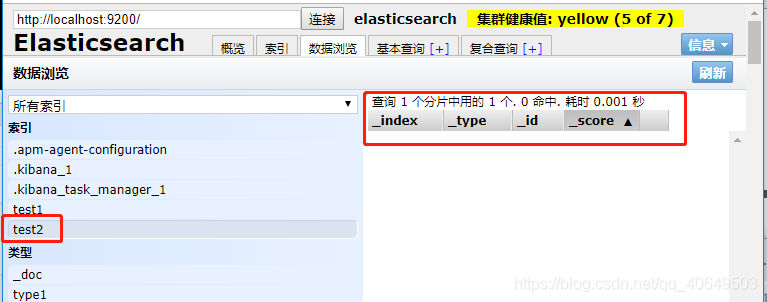 http://localhost:9200/ 连接 elasticsearch 集群健康值: yellow (5 of 7)
Elasticsearch 概览 索引 数据浏览 基本查询 [+] 复合查询 [+] 信息
数据浏览 刷新
所有索引
查询 1 个分片中用的 1 个. 0 命中. 耗时 0.001 秒
_index _type _id _score ▲
索引
.apm-agent-configuration
.kibana_1
.kibana_task_manager_1
test1
test2
类型
_doc
type1
https://blog.csdn.net/qq_40649503